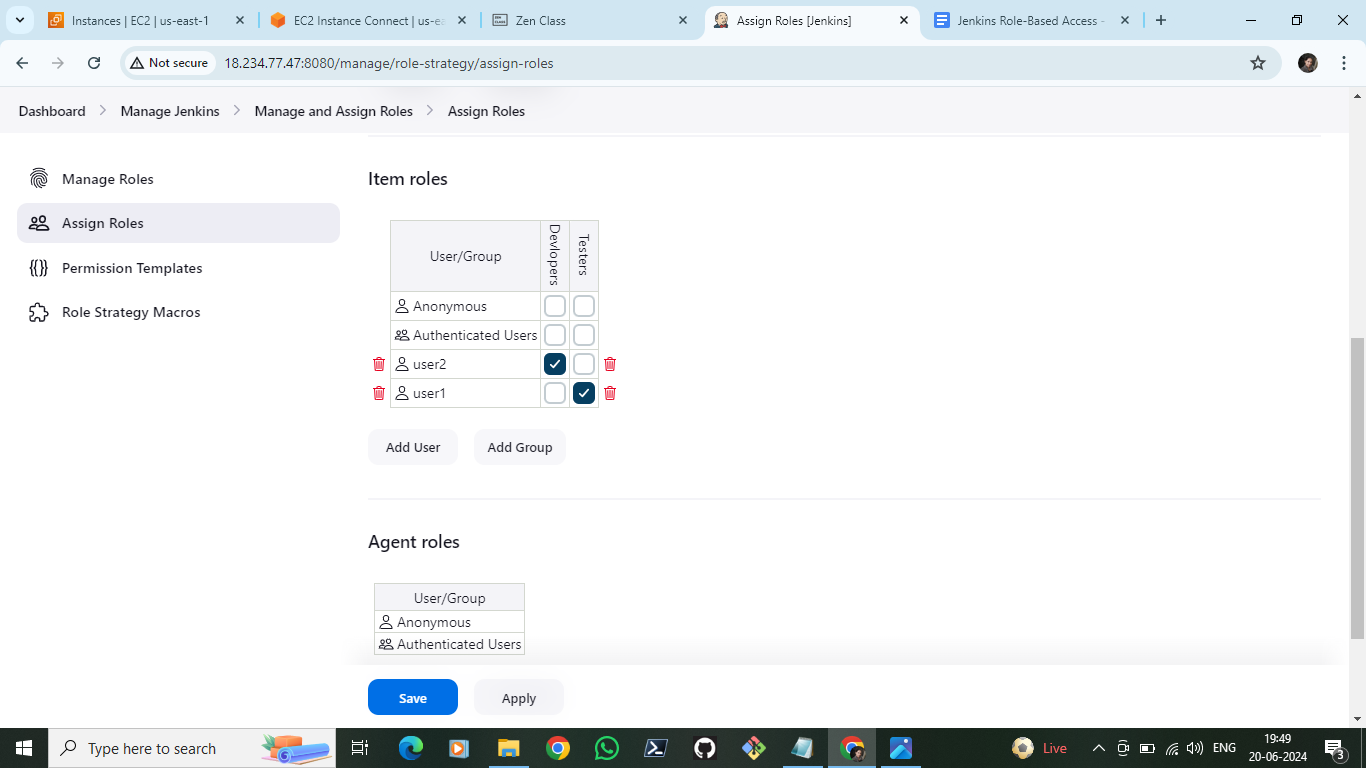 Instances | EC2 | us-east-1
EC2 Instance Connect | us-ea
Zen Class
Assign Roles [Jenkins]
Jenkins Role-Based Access -
Not secure
18.234.77.47:8080/manage/role-strategy/assign-roles
Dashboard
Manage Jenkins
Manage and Assign Roles
Assign Roles
Manage Roles
Assign Roles
Permission Templates
Role Strategy Macros
Item roles
User/Group
Devlopers
Testers
Anonymous
Authenticated Users
user2
user1
Add User
Add Group
Agent roles
User/Group
Anonymous
Authenticated Users
Save
Apply
Type here to search
Live
ENG
19:49
20-06-2024
3